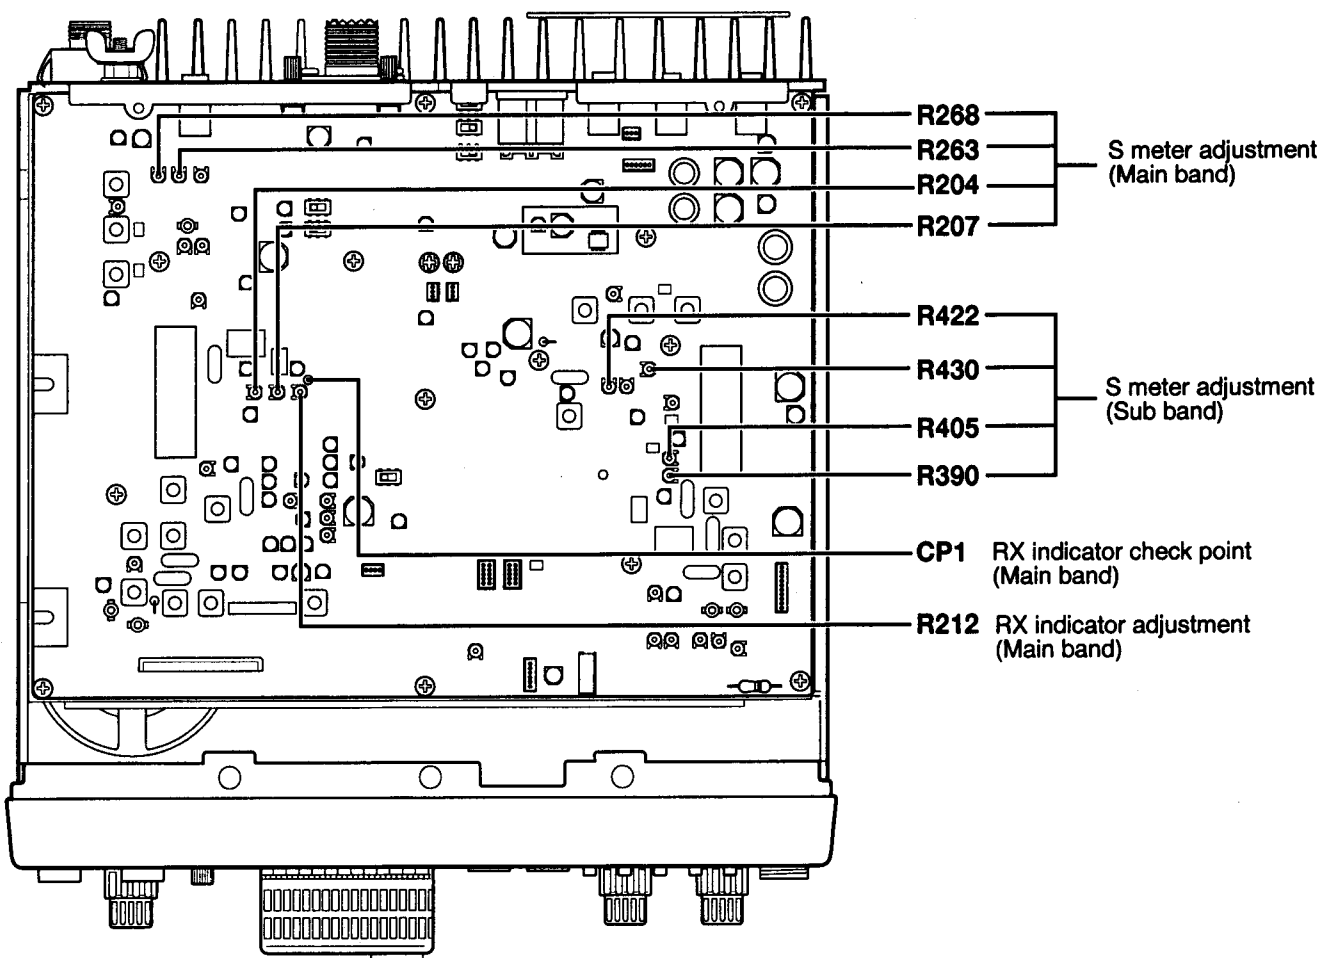 R268
R263
R204
R207
S meter adjustment
(Main band)
R422
R430
R405
R390
S meter adjustment
(Sub band)
CP1 RX indicator check point
(Main band)
R212 RX indicator adjustment
(Main band)